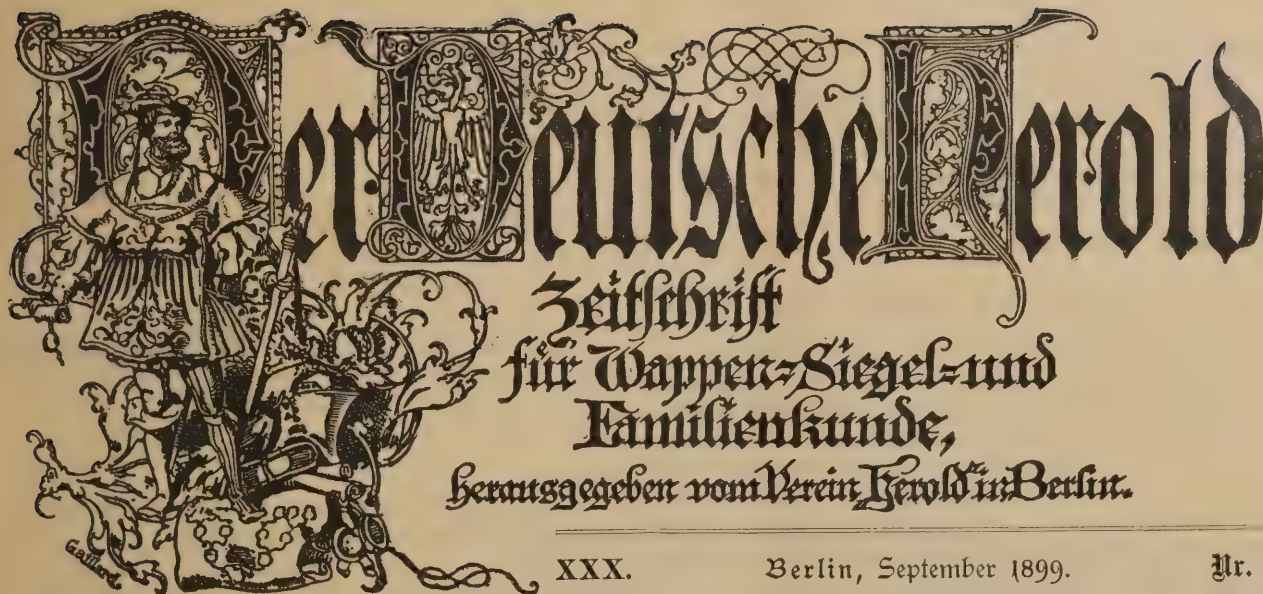 Der Deutsche Herold
Zeitschrift
für Wappen-Siegel- und
Familienkunde,
herausgegeben vom Verein „Herold“ in Berlin.
XXX. Berlin, September 1899. Nr.
Gaillard